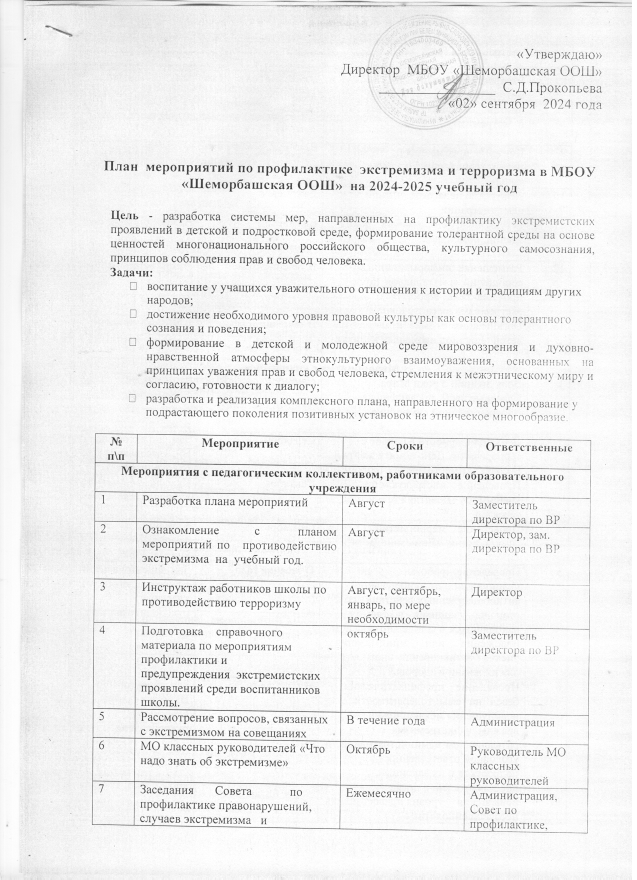 «Утверждаю»
Директор МБОУ «Шеморбашская ООШ»
С.Д.Прокопьева
«02» сентября 2024 года
План мероприятий по профилактике экстремизма и терроризма в МБОУ
«Шеморбашская ООШ» на 2024-2025 учебный год
Цель - разработка системы мер, направленных на профилактику экстремистских
проявлений в детской и подростковой среде, формирование толерантной среды на основе
ценностей многонационального российского общества, культурного самосознания,
принципов соблюдения прав и свобод человека.
Задачи:
воспитание у учащихся уважительного отношения к истории и традициям других
народов;
достижение необходимого уровня правовой культуры как основы толерантного
сознания и поведения;
формирование в детской и молодежной среде мировоззрения и духовно-
нравственной атмосферы этнокультурного взаимоуважения, основанных на
принципах уважения прав и свобод человека, стремления к межэтническому миру и
согласию, готовности к диалогу;
разработка и реализация комплексного плана, направленного на формирование у
подрастающего поколения позитивных установок на этническое многообразие.
№ п\п Мероприятие Сроки Ответственные
Мероприятия с педагогическим коллективом, работниками образовательного
учреждения
1 Разработка плана мероприятий Август Заместитель
директора по ВР
2 Ознакомление с планом Август Директор, зам.
мероприятий по противодействию директора по ВР
экстремизма на учебный год.
3 Инструктаж работников школы по Август, сентябрь, Директор
противодействию терроризму январь, по мере
необходимости
4 Подготовка справочного октябрь Заместитель
материала по мероприятиям директора по ВР
профилактики и
предупреждения экстремистских
проявлений среди воспитанников
школы.
5 Рассмотрение вопросов, связанных В течение года Администрация
с экстремизмом на совещаниях
6 МО классных руководителей «Что Октябрь Руководитель МО
надо знать об экстремизме» классных
руководителей
7 Заседания Совета по Ежемесячно Администрация,
профилактике правонарушений, Совет по
случаев экстремизма и профилактике,